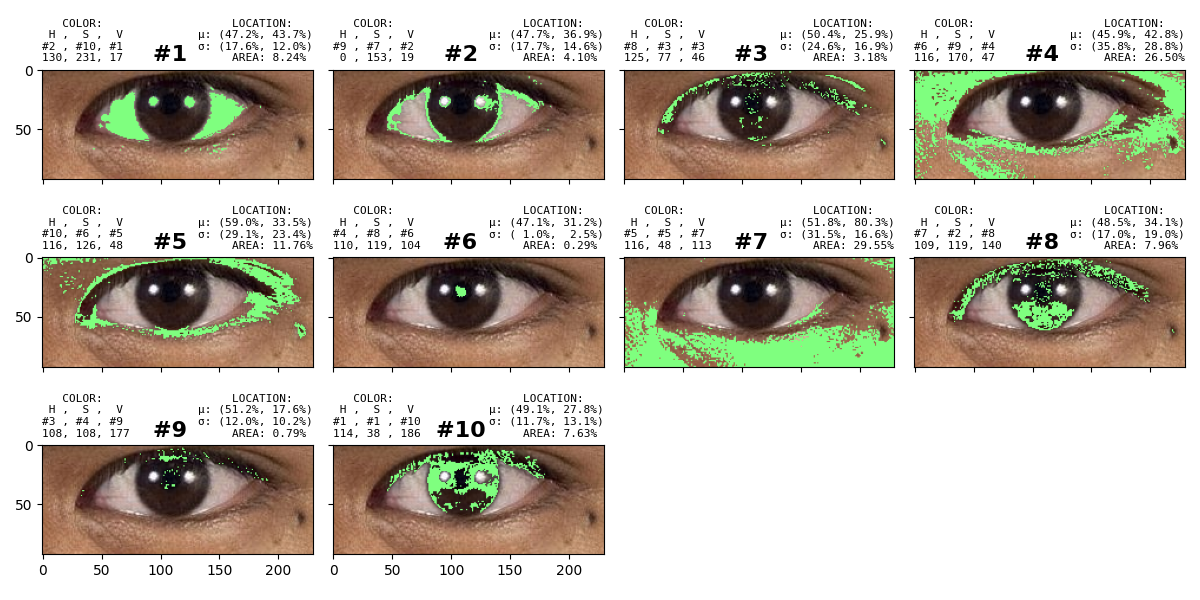 COLOR: LOCATION:
H , S , V μ: (47.2%, 43.7%)
#2 , #10, #1 σ: (17.6%, 12.0%)
130, 231, 17 #1 AREA: 8.24%
COLOR: LOCATION:
H , S , V μ: (47.7%, 36.9%)
#9 , #7 , #2 σ: (17.7%, 14.6%)
0 , 153, 19 #2 AREA: 4.10%
COLOR: LOCATION:
H , S , V μ: (50.4%, 25.9%)
#8 , #3 , #3 σ: (24.6%, 16.9%)
125, 77 , 46 #3 AREA: 3.18%
COLOR: LOCATION:
H , S , V μ: (45.9%, 42.8%)
#6 , #9 , #4 σ: (35.8%, 28.8%)
116, 170, 47 #4 AREA: 26.50%
0
50
COLOR: LOCATION:
H , S , V μ: (59.0%, 33.5%)
#10, #6 , #5 σ: (29.1%, 23.4%)
116, 126, 48 #5 AREA: 11.76%
COLOR: LOCATION:
H , S , V μ: (47.1%, 31.2%)
#4 , #8 , #6 σ: ( 1.0%, 2.5%)
110, 119, 104 #6 AREA: 0.29%
COLOR: LOCATION:
H , S , V μ: (51.8%, 80.3%)
#5 , #5 , #7 σ: (31.5%, 16.6%)
116, 48 , 113 #7 AREA: 29.55%
COLOR: LOCATION:
H , S , V μ: (48.5%, 34.1%)
#7 , #2 , #8 σ: (17.0%, 19.0%)
109, 119, 140 #8 AREA: 7.96%
0
50
COLOR: LOCATION:
H , S , V μ: (51.2%, 17.6%)
#3 , #4 , #9 σ: (12.0%, 10.2%)
108, 108, 177 #9 AREA: 0.79%
COLOR: LOCATION:
H , S , V μ: (49.1%, 27.8%)
#1 , #1 , #10 σ: (11.7%, 13.1%)
114, 38 , 186 #10 AREA: 7.63%
0
50
0 50 100 150 200
0 50 100 150 200